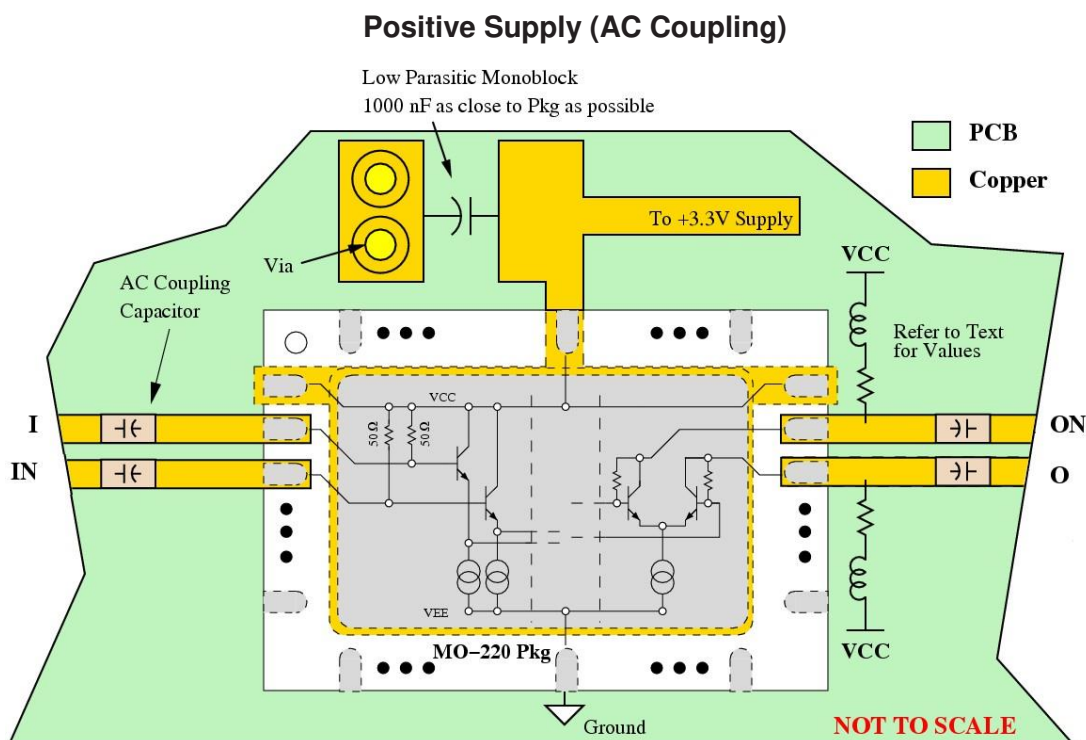 Positive Supply (AC Coupling)
Low Parasitic Monoblock
1000 nF as close to Pkg as possible
PCB
Copper
To +3.3V Supply
Via
VCC
AC Coupling
Capacitor
Refer to Text
for Values
VCC
I
50Ω
50Ω
ON
IN
O
VEE
MO-220 Pkg
VCC
Ground
NOT TO SCALE